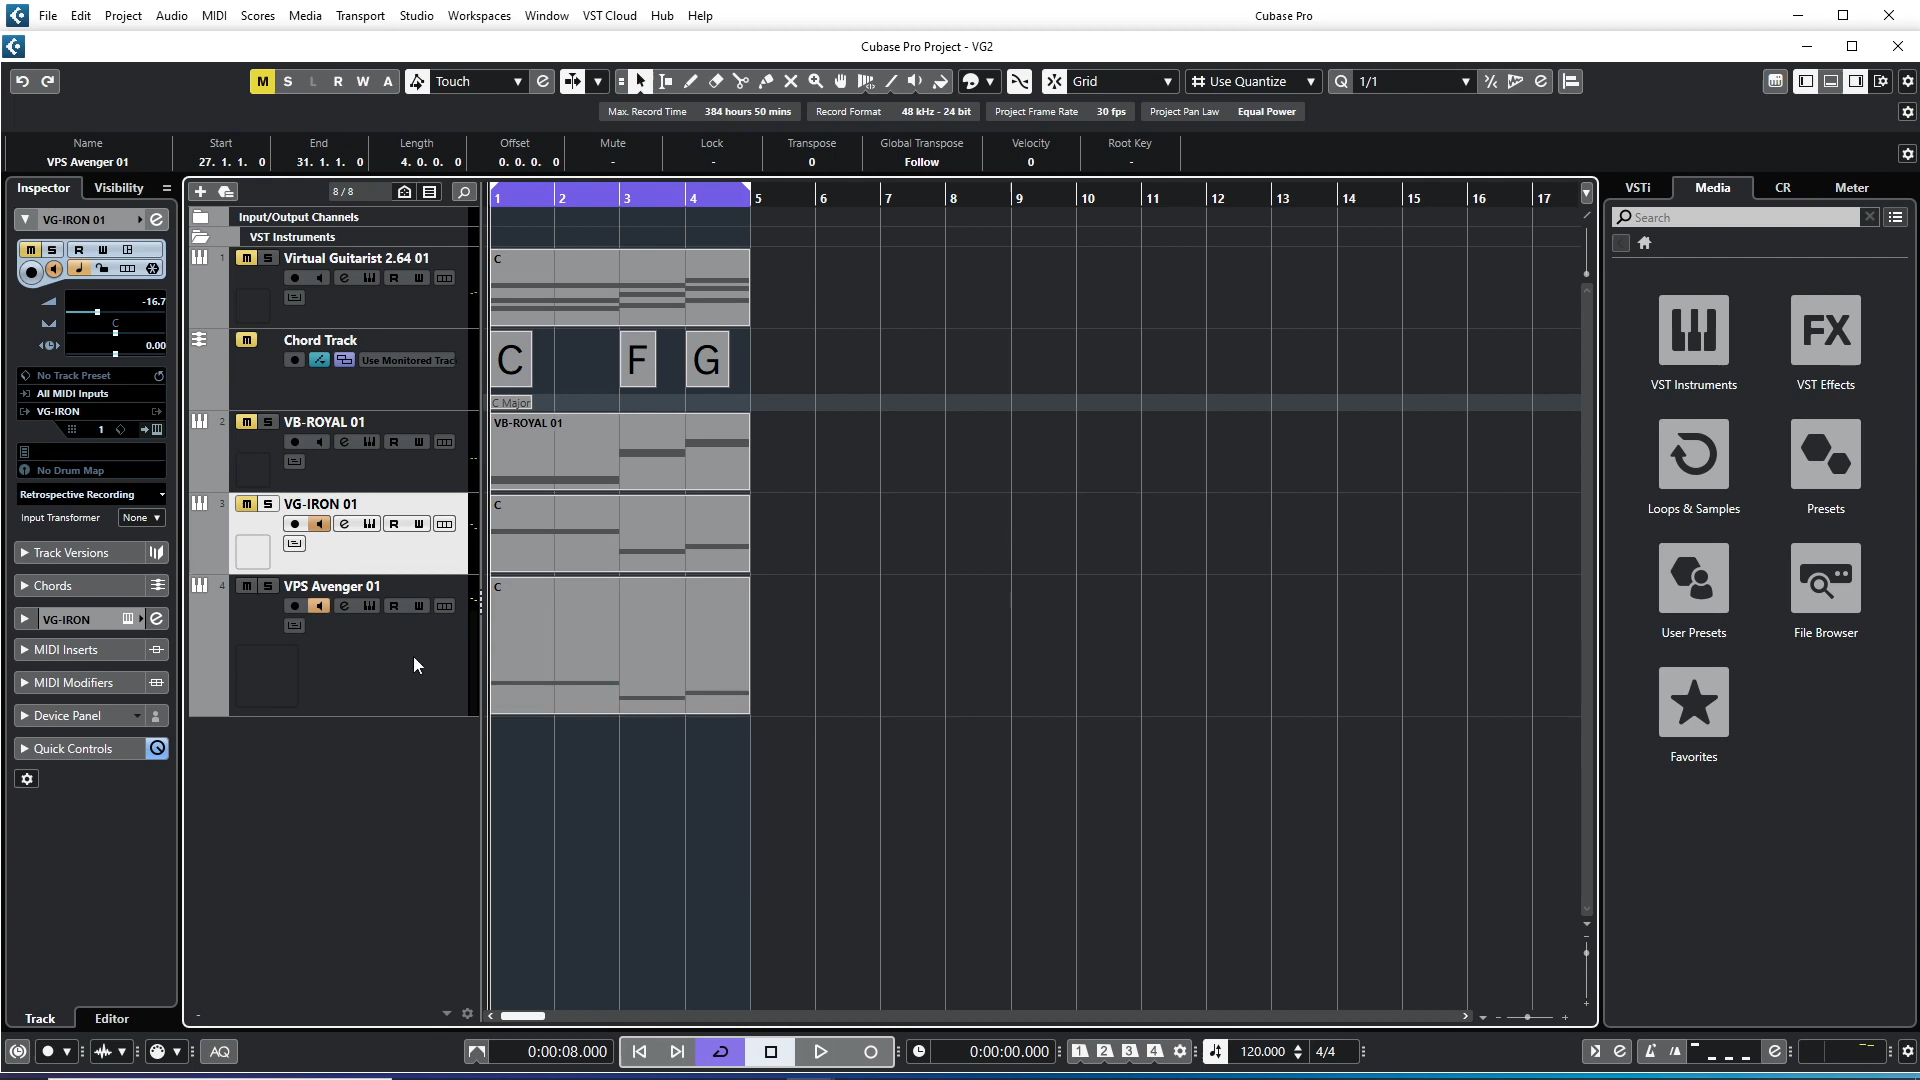 File Edit Project Audio MIDI Scores Media Transport Studio Workspaces Window VST Cloud Hub Help
Cubase Pro
Cubase Pro Project - VG2
M S L R W A Touch Grid Use Quantize Q 1/1
Max. Record Time 384 hours 50 mins Record Format 48 kHz - 24 bit Project Frame Rate 30 fps Project Pan Law Equal Power
Name Start End Length Offset Mute Lock Transpose Global Transpose Velocity Root Key
VPS Avenger 01 27. 1. 1. 0 31. 1. 1. 0 4. 0. 0. 0 0. 0. 0. 0 - - 0 Follow 0 -
Inspector Visibility
8 / 8
1 2 3 4 5 6 7 8 9 10 11 12 13 14 15 16 17
VSTi Media CR Meter
VG-IRON 01
M S R W
-16.7
C
0.00
No Track Preset
All MIDI Inputs
VG-IRON
1
No Drum Map
Retrospective Recording
Input Transformer None
Track Versions
Chords
VG-IRON
MIDI Inserts
MIDI Modifiers
Device Panel
Quick Controls
Track Editor
Input/Output Channels
VST Instruments
1 M S Virtual Guitarist 2.64 01
R W
C
M Chord Track
Use Monitored Trac
C F G
C Major
2 M S VB-ROYAL 01
R W
VB-ROYAL 01
3 M S VG-IRON 01
R W
C
4 M S VPS Avenger 01
R W
C
Search
VST Instruments VST Effects
FX
Loops & Samples Presets
User Presets File Browser
Favorites
AQ 0:00:08.000 0:00:00.000 1 2 3 4 120.000 4/4